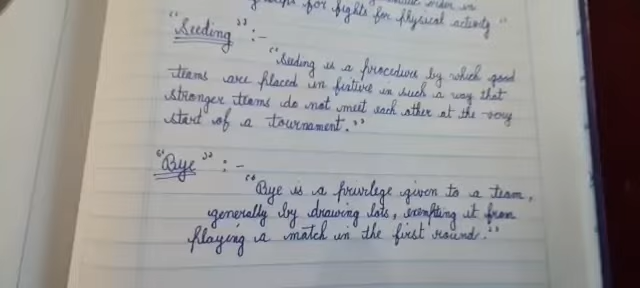 for fights for physical activity"
"Seeding" :-
"Seeding is a procedure by which good
teams are placed in fixture in such a way that
stronger teams do not meet each other at the very
start of a tournament."
"Bye" :-
"Bye is a privilege given to a team,
generally by drawing lots, exempting it from
playing a match in the first round."